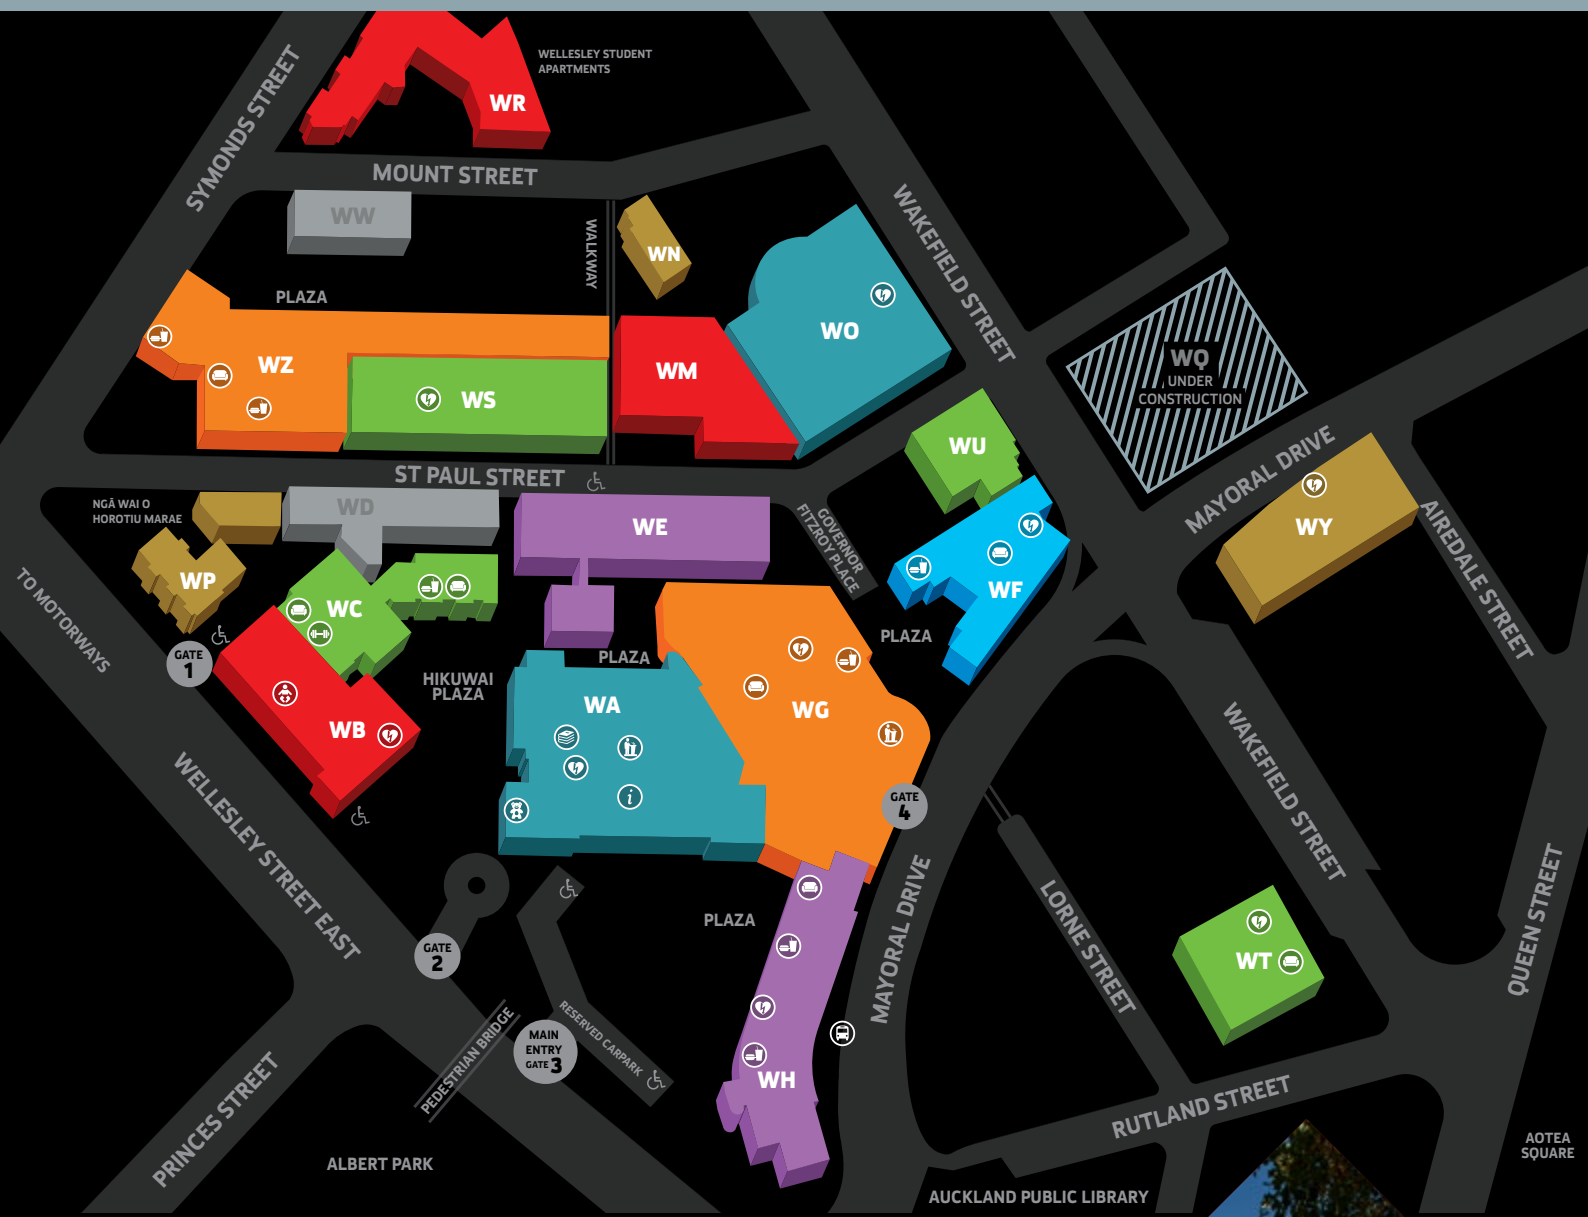 WELLESLEY STUDENT
APARTMENTS
WR
SYMONDS STREET
MOUNT STREET
WW
WALKWAY
WN
WAKEFIELD STREET
PLAZA
WO
WZ
WS
WM
WQ
UNDER
CONSTRUCTION
WU
MAYORAL DRIVE
ST PAUL STREET
NGĀ WAI O
HOROTIU MARAE
WD
WE
GOVERNOR
FITZROY PLACE
WY
AIREDALE STREET
WP
WC
WF
TO MOTORWAYS
GATE
1
PLAZA
PLAZA
HIKUWAI
PLAZA
WA
WG
WB
WAKEFIELD STREET
WELLESLEY STREET EAST
i
GATE
4
MAYORAL DRIVE
LORNE STREET
QUEEN STREET
PLAZA
GATE
2
WT
PEDESTRIAN BRIDGE
MAIN
ENTRY
GATE 3
RESERVED CARPARK
WH
PRINCES STREET
RUTLAND STREET
ALBERT PARK
AUCKLAND PUBLIC LIBRARY
AOTEA
SQUARE